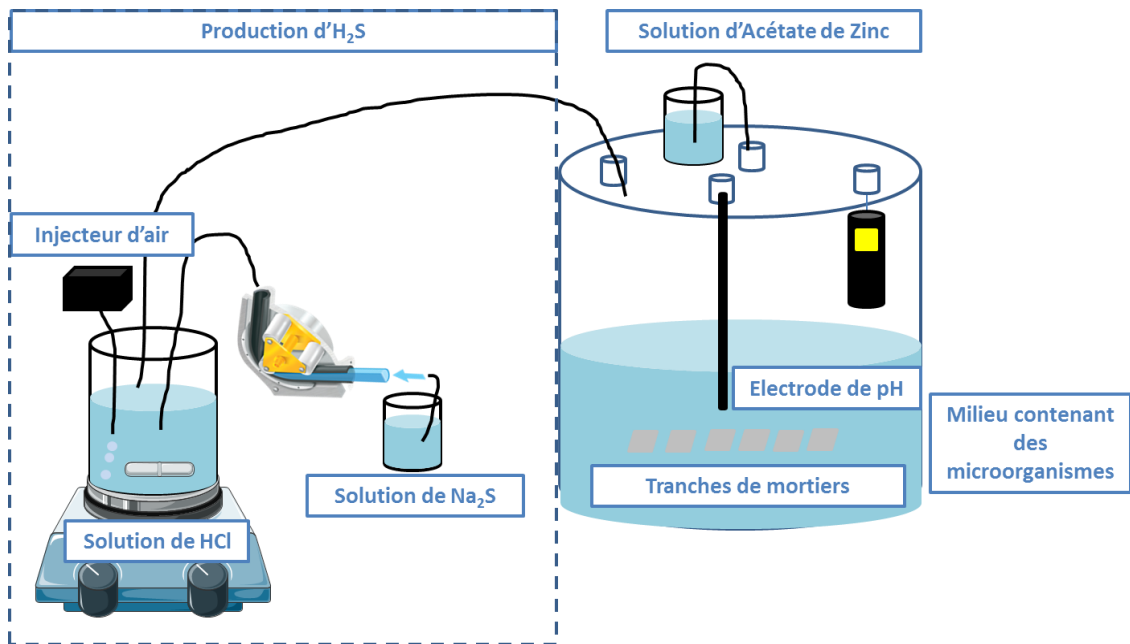 Production d'H₂S
Solution d'Acétate de Zinc
Injecteur d'air
Electrode de pH
Milieu contenant
des
microorganismes
Tranches de mortiers
Solution de Na₂S
Solution de HCl